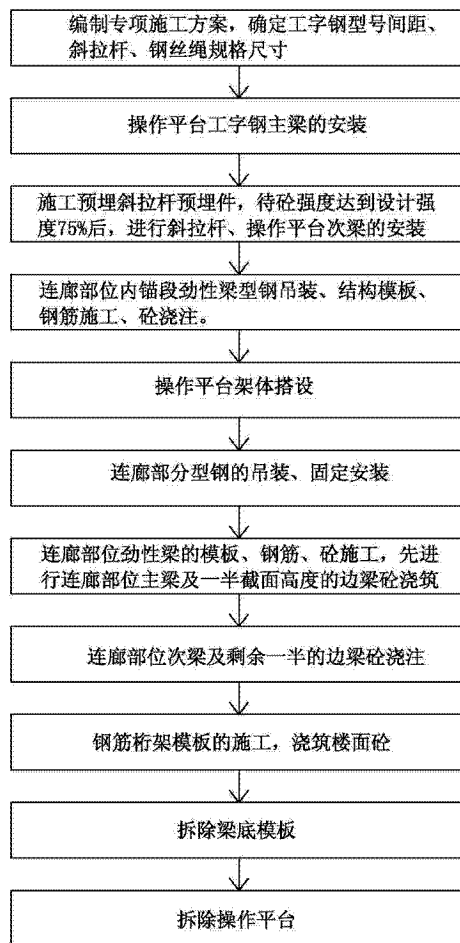 编制专项施工方案，确定工字钢型号间距、
斜拉杆、钢丝绳规格尺寸
操作平台工字钢主梁的安装
施工预埋斜拉杆预埋件，待砼强度达到设计强
度75%后，进行斜拉杆、操作平台次梁的安装
连廊部位内锚段劲性梁型钢吊装、结构模板、
钢筋施工、砼浇注。
操作平台架体搭设
连廊部分型钢的吊装、固定安装
连廊部位劲性梁的模板、钢筋、砼施工，先进
行连廊部位主梁及一半截面高度的边梁砼浇筑
连廊部位次梁及剩余一半的边梁砼浇注
钢筋桁架模板的施工，浇筑楼面砼
拆除梁底模板
拆除操作平台